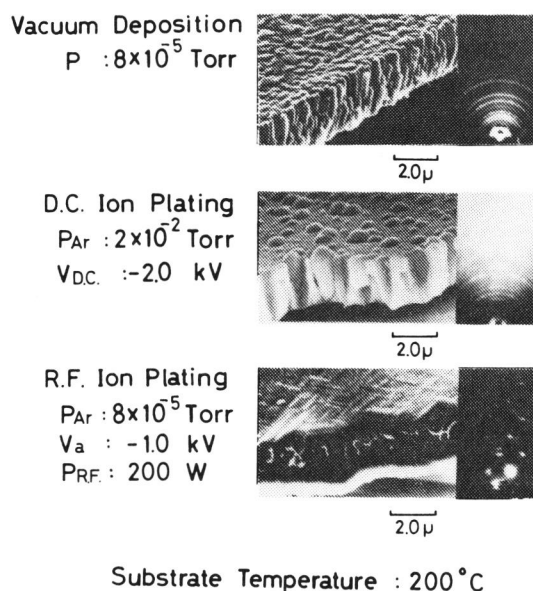 Vacuum Deposition
P : 8×10⁻⁵ Torr
2.0μ
D.C. Ion Plating
PAr : 2×10⁻² Torr
VD.C. : -2.0 kV
2.0μ
R.F. Ion Plating
PAr : 8×10⁻⁵ Torr
Va : -1.0 kV
PR.F. : 200 W
2.0μ
Substrate Temperature : 200°C